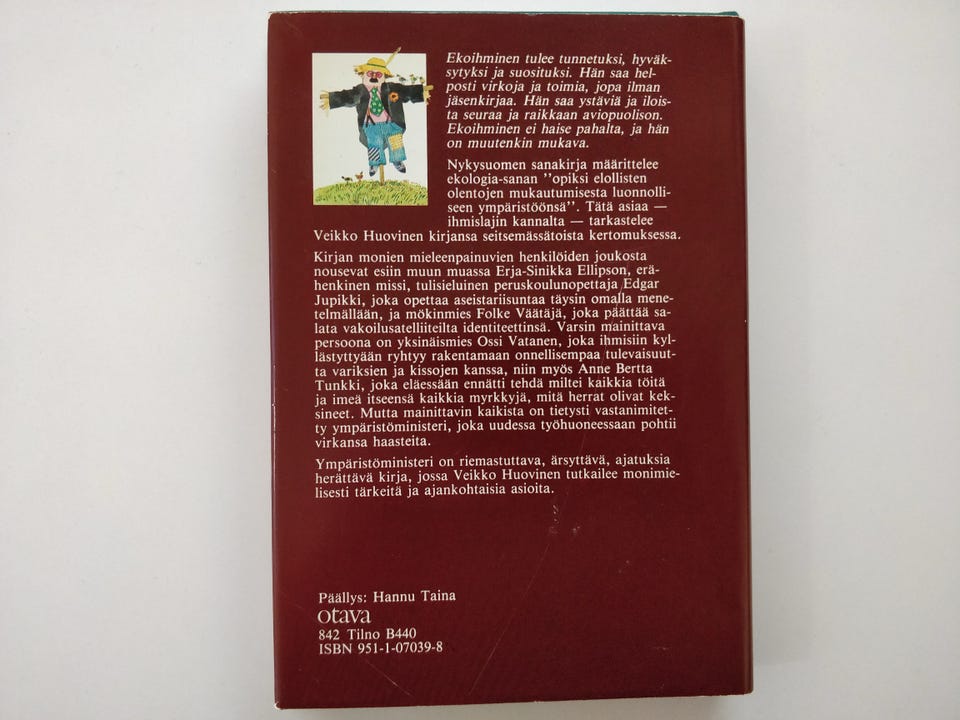 Ekoihminen tulee tunnetuksi, hyväk-
sytyksi ja suosituksi. Hän saa hel-
posti virkoja ja toimia, jopa ilman
jäsenkirjaa. Hän saa ystäviä ja ilois-
ta seuraa ja raikkaan aviopuolison.
Ekoihminen ei haise pahalta, ja hän
on muutenkin mukava.
Nykysuomen sanakirja määrittelee
ekologia-sanan ”opiksi elollisten
olentojen mukautumisesta luonnolli-
seen ympäristöönsä”. Tätä asiaa —
ihmislajin kannalta — tarkastelee
Veikko Huovinen kirjansa seitsemässätoista kertomuksessa.
Kirjan monien mieleenpainuvien henkilöiden joukosta
nousevat esiin muun muassa Erja-Sinikka Ellipson, erä-
henkinen missi, tulisieluinen peruskoulunopettaja Edgar
Jupikki, joka opettaa aseistariisuntaa täysin omalla mene-
telmällään, ja mökinmies Folke Väätäjä, joka päättää sa-
lata vakoilusatelliiteilta identiteettinsä. Varsin mainittava
persoona on yksinäismies Ossi Vatanen, joka ihmisiin kyl-
lästyttyään ryhtyy rakentamaan onnellisempaa tulevaisuut-
ta variksien ja kissojen kanssa, niin myös Anne Bertta
Tunkki, joka eläessään ennätti tehdä miltei kaikkia töitä
ja imeä itseensä kaikkia myrkkyjä, mitä herrat olivat kek-
sineet. Mutta mainittavin kaikista on tietysti vastanimitet-
ty ympäristöministeri, joka uudessa työhuoneessaan pohtii
virkansa haasteita.
Ympäristöministeri on riemastuttava, ärsyttävä, ajatuksia
herättävä kirja, jossa Veikko Huovinen tutkailee monimie-
lisesti tärkeitä ja ajankohtaisia asioita.
Päällys: Hannu Taina
otava
842 Tilno B440
ISBN 951-1-07039-8